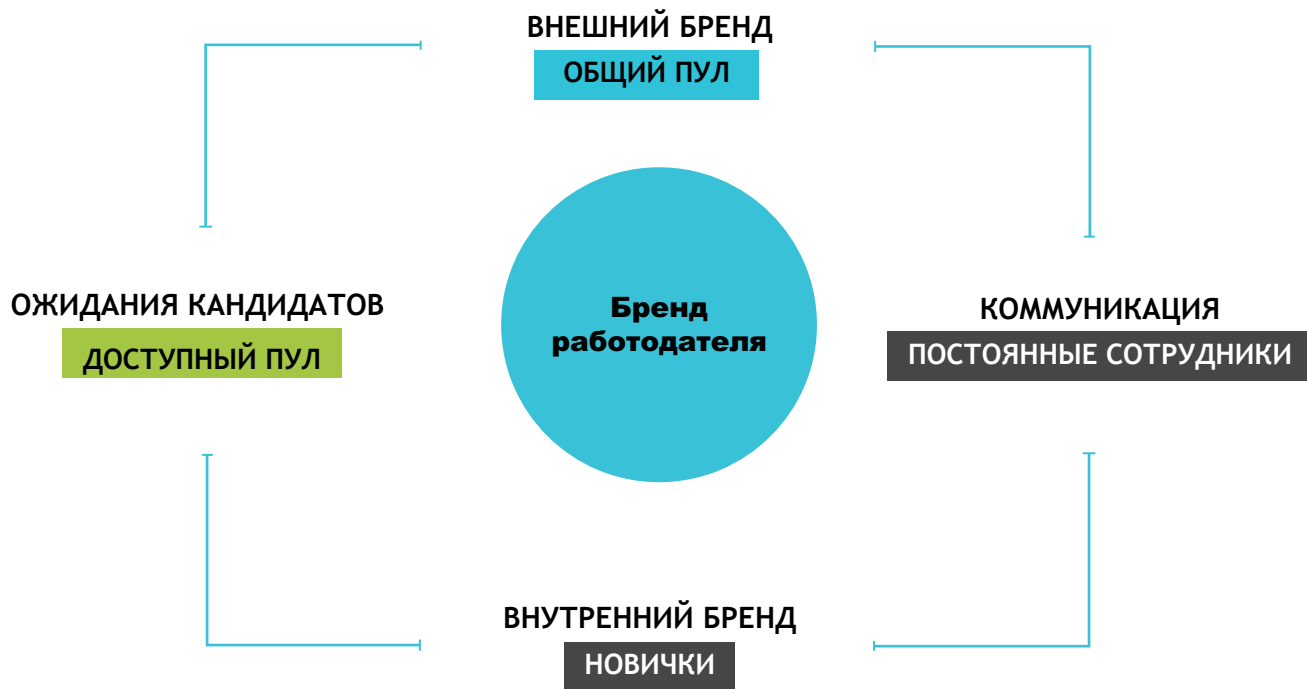 ВНЕШНИЙ БРЕНД
ОБЩИЙ ПУЛ
ОЖИДАНИЯ КАНДИДАТОВ
ДОСТУПНЫЙ ПУЛ
Бренд
работодателя
КОММУНИКАЦИЯ
ПОСТОЯННЫЕ СОТРУДНИКИ
ВНУТРЕННИЙ БРЕНД
НОВИЧКИ